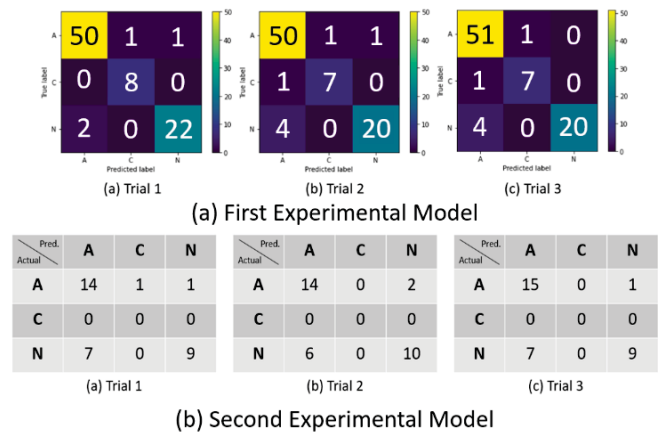 50 1 1 50
A
0 8 0
C
2 0 22
N
A C N
True label
Predicted label
50 40 30 20 10 0
(a) Trial 1
50 1 1
A
1 7 0
C
4 0 20
N
A C N
True label
Predicted label
50 40 30 20 10 0
(b) Trial 2
51 1 0
A
1 7 0
C
4 0 20
N
A C N
True label
Predicted label
50 40 30 20 10 0
(c) Trial 3
(a) First Experimental Model
Pred.
Actual
A C N
A 14 1 1
C 0 0 0
N 7 0 9
(a) Trial 1
Pred.
Actual
A C N
A 14 0 2
C 0 0 0
N 6 0 10
(b) Trial 2
Pred.
Actual
A C N
A 15 0 1
C 0 0 0
N 7 0 9
(c) Trial 3
(b) Second Experimental Model